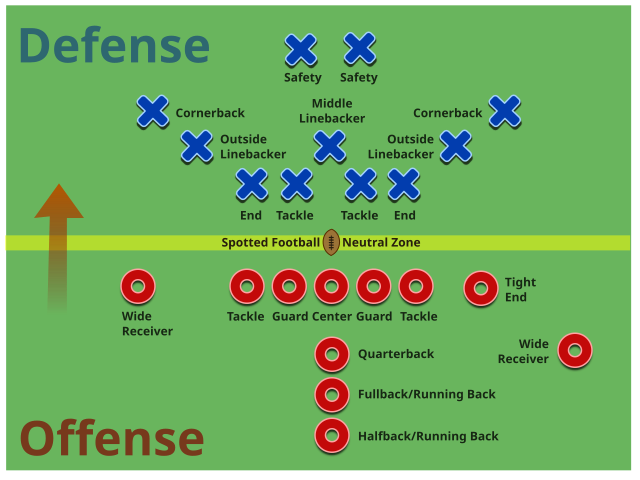 Defense
Safety
Safety
Middle
Linebacker
Cornerback
Cornerback
Outside
Linebacker
Outside
Linebacker
End
Tackle
Tackle
End
Spotted Football
Neutral Zone
Tight
End
Wide
Receiver
Tackle
Guard
Center
Guard
Tackle
Wide
Receiver
Quarterback
Fullback/Running Back
Halfback/Running Back
Offense